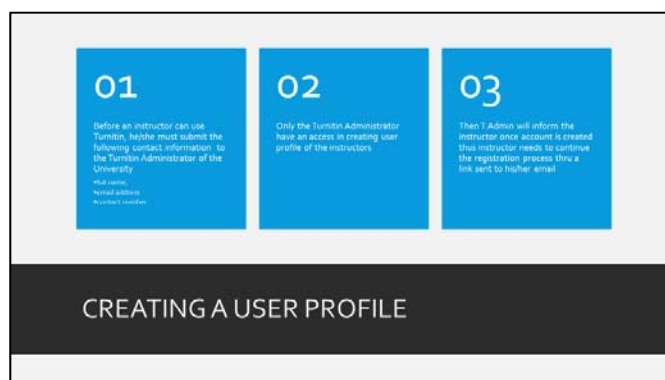 01
Before an instructor can use
Turnitin, he/she must submit the
following contact information to
the Turnitin Administrator of the
University
•full name,
•email address
•contact number
02
Only the Turnitin Administrator
have an access in creating user
profile of the instructors
03
Then T.Admin will inform the
instructor once account is created
thus instructor needs to continue
the registration process thru a
link sent to his/her email
CREATING A USER PROFILE